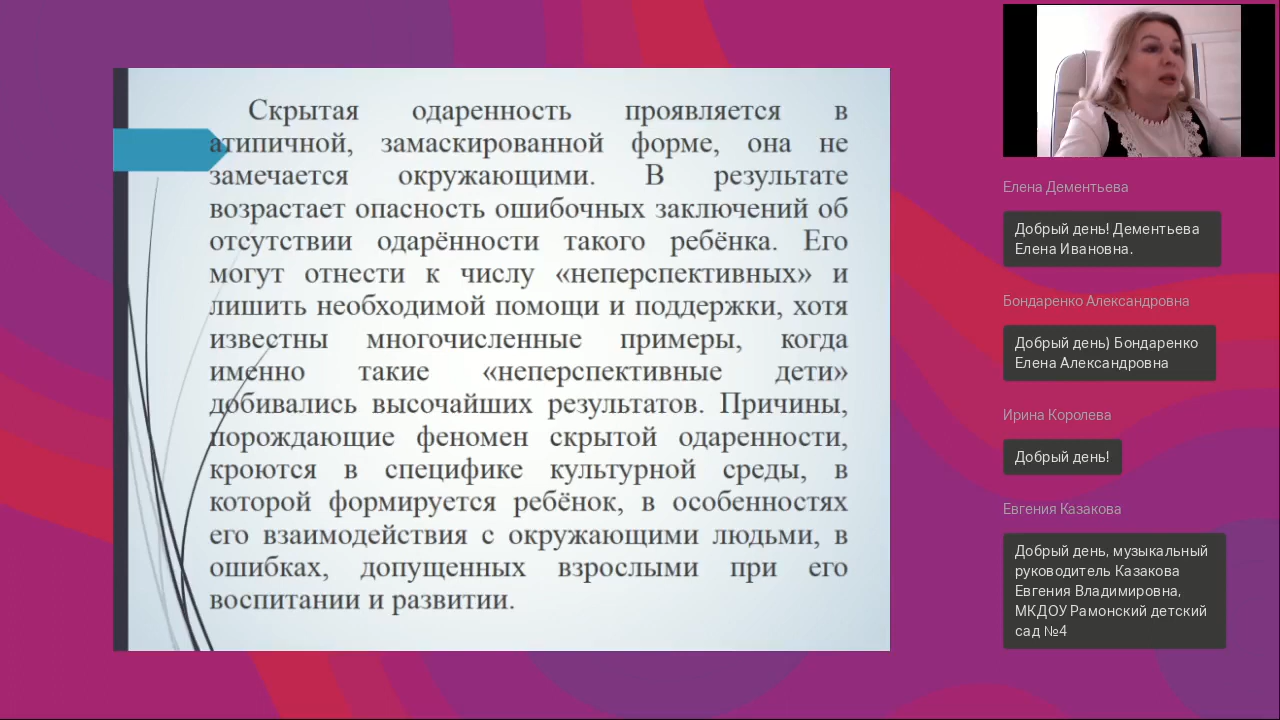 Скрытая одаренность проявляется в
атипичной, замаскированной форме, она не
замечается окружающими. В результате
возрастает опасность ошибочных заключений об
отсутствии одарённости такого ребёнка. Его
могут отнести к числу «неперспективных» и
лишить необходимой помощи и поддержки, хотя
известны многочисленные примеры, когда
именно такие «неперспективные дети»
добивались высочайших результатов. Причины,
порождающие феномен скрытой одаренности,
кроются в специфике культурной среды, в
которой формируется ребёнок, в особенностях
его взаимодействия с окружающими людьми, в
ошибках, допущенных взрослыми при его
воспитании и развитии.
Елена Дементьева
Добрый день! Дементьева
Елена Ивановна.
Бондаренко Александровна
Добрый день) Бондаренко
Елена Александровна
Ирина Королева
Добрый день!
Евгения Казакова
Добрый день, музыкальный
руководитель Казакова
Евгения Владимировна,
МКДОУ Рамонский детский
сад №4